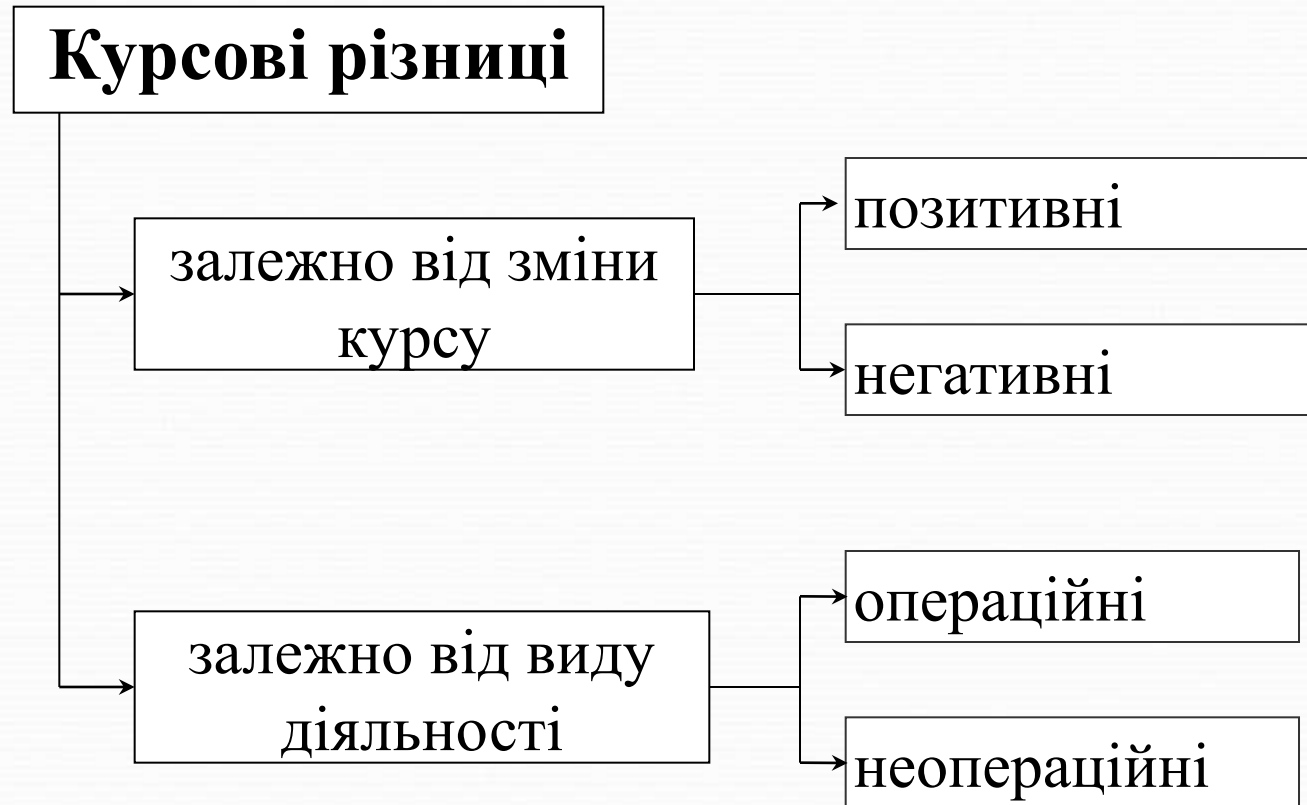 Курсові різниці
залежно від зміни
курсу
позитивні
негативні
залежно від виду
діяльності
операційні
неопераційні